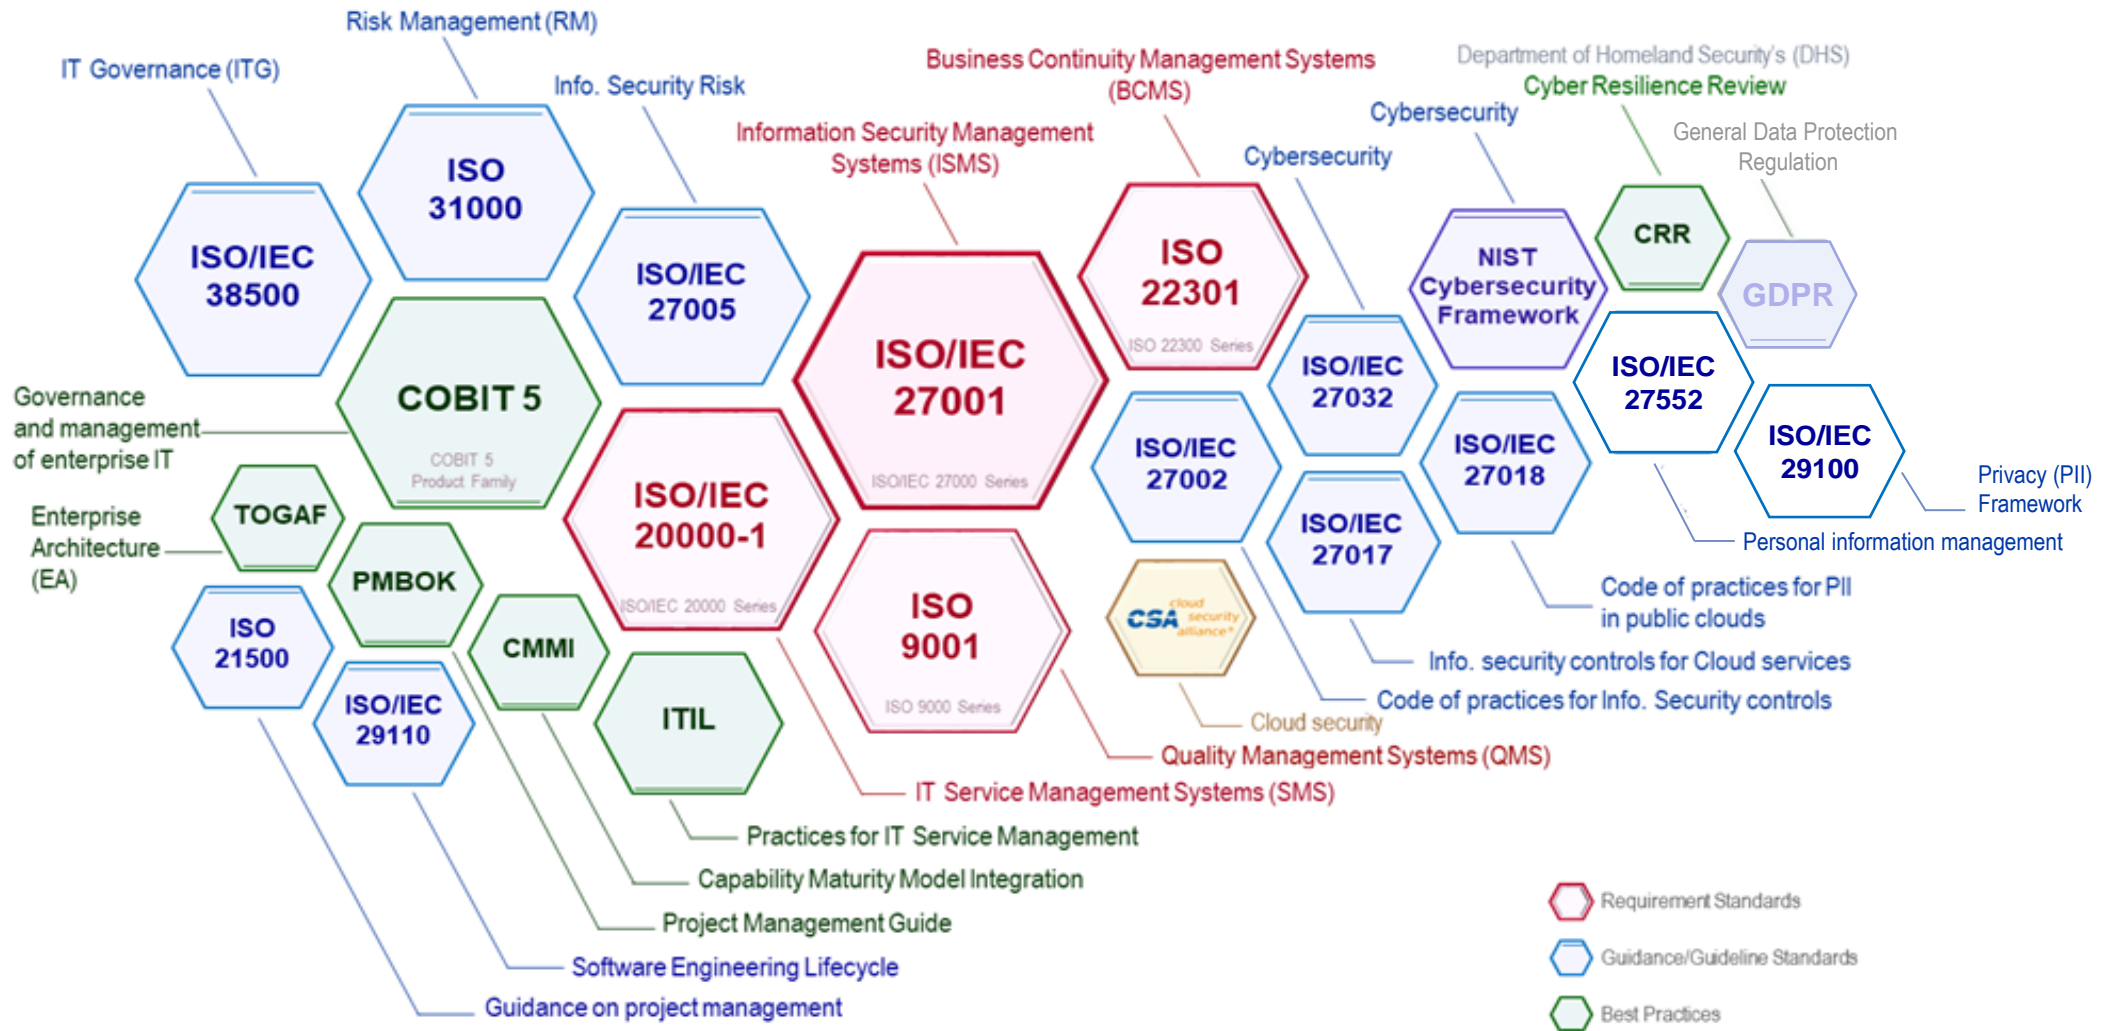 Risk Management (RM)
IT Governance (ITG)
Info. Security Risk
Business Continuity Management Systems
(BCMS)
Information Security Management
Systems (ISMS)
Department of Homeland Security's (DHS)
Cyber Resilience Review
Cybersecurity
Cybersecurity
General Data Protection
Regulation
ISO/IEC
38500
ISO
31000
ISO/IEC
27005
ISO/IEC
27001
ISO/IEC 27000 Series
ISO
22301
ISO 22300 Series
ISO/IEC
27032
NIST
Cybersecurity
Framework
CRR
GDPR
ISO/IEC
27552
ISO/IEC
29100
Privacy (PII)
Framework
Personal information management
Governance
and management
of enterprise IT
COBIT 5
COBIT 5
Product Family
ISO/IEC
20000-1
ISO/IEC 20000 Series
ISO/IEC
27002
ISO/IEC
27018
ISO/IEC
27017
Code of practices for PII
in public clouds
Info. security controls for Cloud services
Code of practices for Info. Security controls
TOGAF
Enterprise
Architecture
(EA)
PMBOK
ISO
21500
ISO/IEC
29110
CMMI
ITIL
ISO
9001
ISO 9000 Series
CSA cloud
security
alliance®
Cloud security
Quality Management Systems (QMS)
IT Service Management Systems (SMS)
Practices for IT Service Management
Capability Maturity Model Integration
Project Management Guide
Software Engineering Lifecycle
Guidance on project management
Requirement Standards
Guidance/Guideline Standards
Best Practices